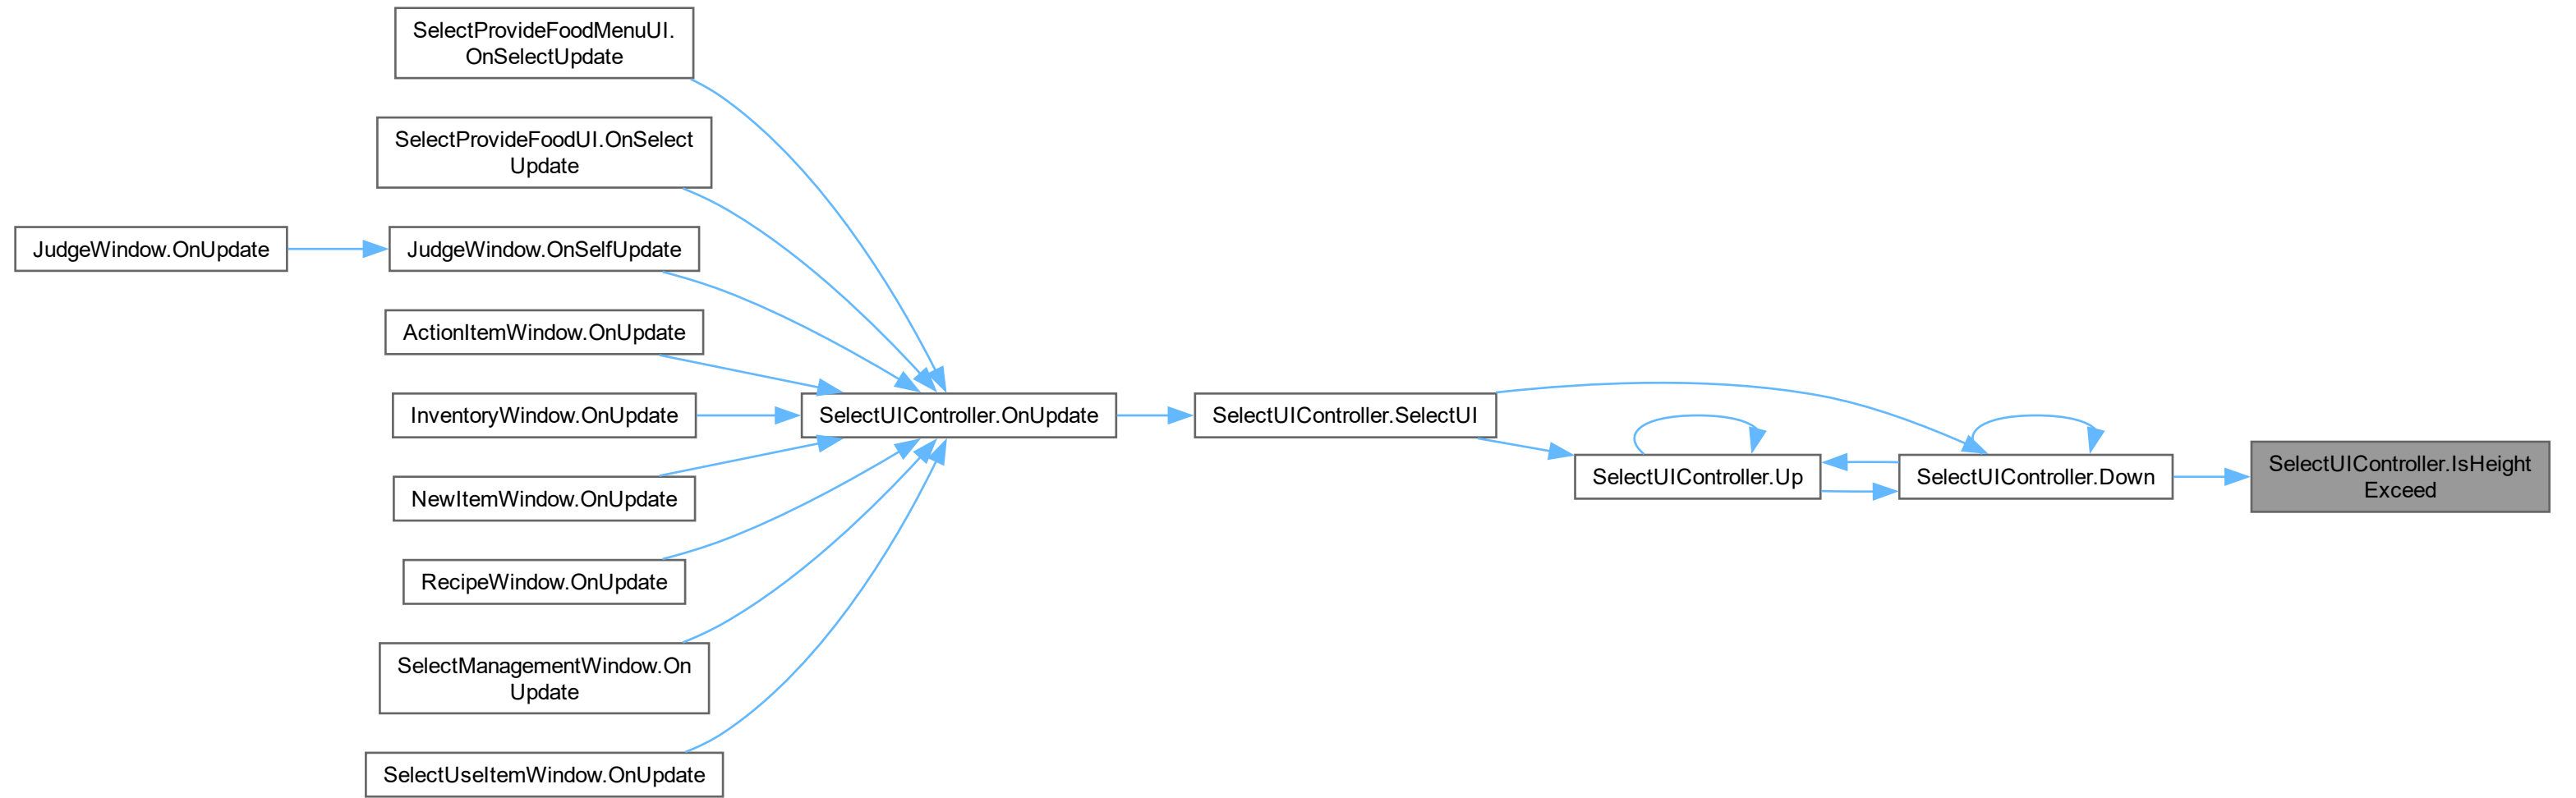 SelectProvideFoodMenuUI.
OnSelectUpdate
SelectProvideFoodUI.OnSelect
Update
JudgeWindow.OnUpdate
JudgeWindow.OnSelfUpdate
ActionItemWindow.OnUpdate
InventoryWindow.OnUpdate
NewItemWindow.OnUpdate
RecipeWindow.OnUpdate
SelectManagementWindow.On
Update
SelectUseItemWindow.OnUpdate
SelectUIController.OnUpdate
SelectUIController.SelectUI
SelectUIController.Up
SelectUIController.Down
SelectUIController.IsHeight
Exceed